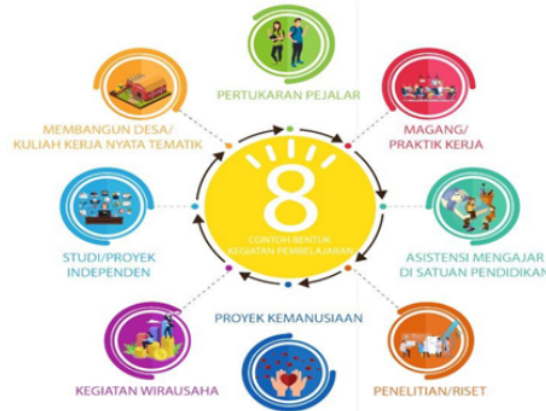 PERTUKARAN PEJALAR
MAGANG/
PRAKTIK KERJA
ASISTENSI MENGAJAR
DI SATUAN PENDIDIKAN
PENELITIAN/RISET
PROYEK KEMANUSIAAN
KEGIATAN WIRAUSAHA
STUDI/PROYEK
INDEPENDEN
MEMBANGUN DESA/
KULIAH KERJA NYATA TEMATIK
8
CONTOH BENTUK
KEGIATAN PEMBELAJARAN